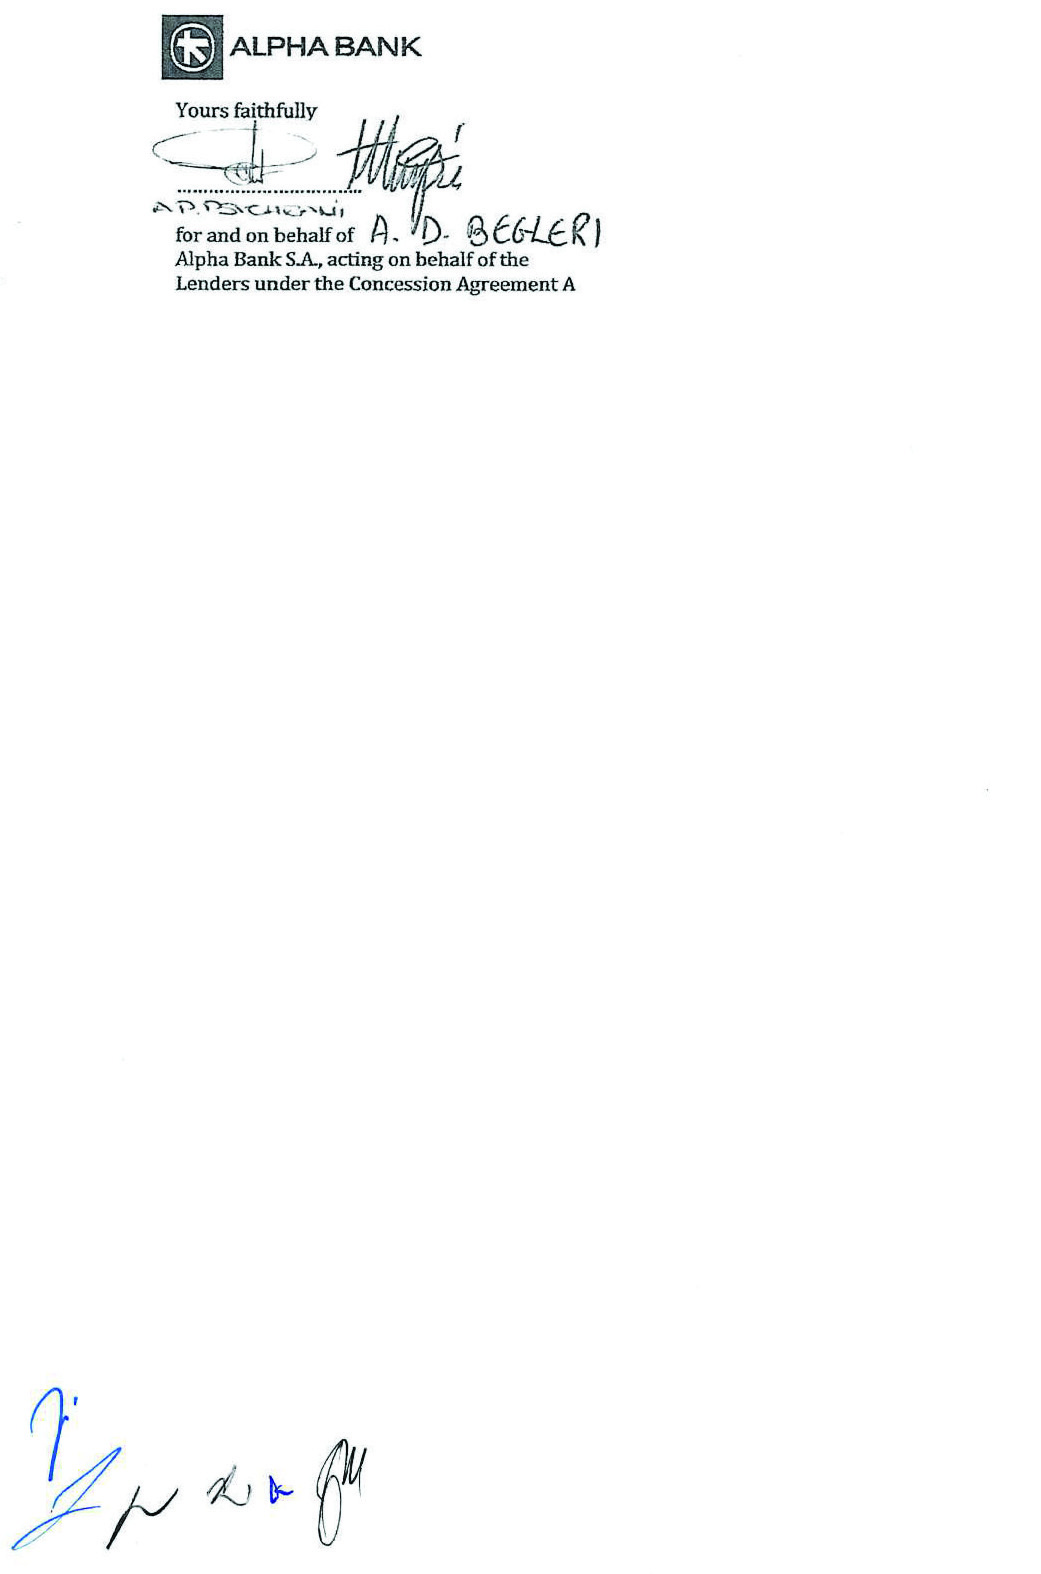 ALPHA BANK
Yours faithfully
for and on behalf of A. D. BEGLERI
Alpha Bank S.A., acting on behalf of the
Lenders under the Concession Agreement A